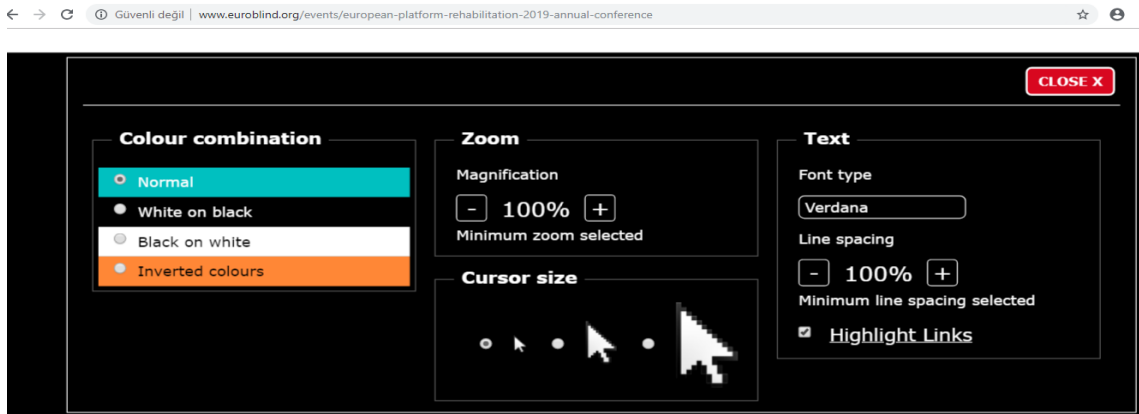 Güvenli değil | www.euroblind.org/events/european-platform-rehabilitation-2019-annual-conference
CLOSE X
Colour combination
Normal
White on black
Black on white
Inverted colours
Zoom
Magnification
- 100% +
Minimum zoom selected
Cursor size
Text
Font type
Verdana
Line spacing
- 100% +
Minimum line spacing selected
Highlight Links